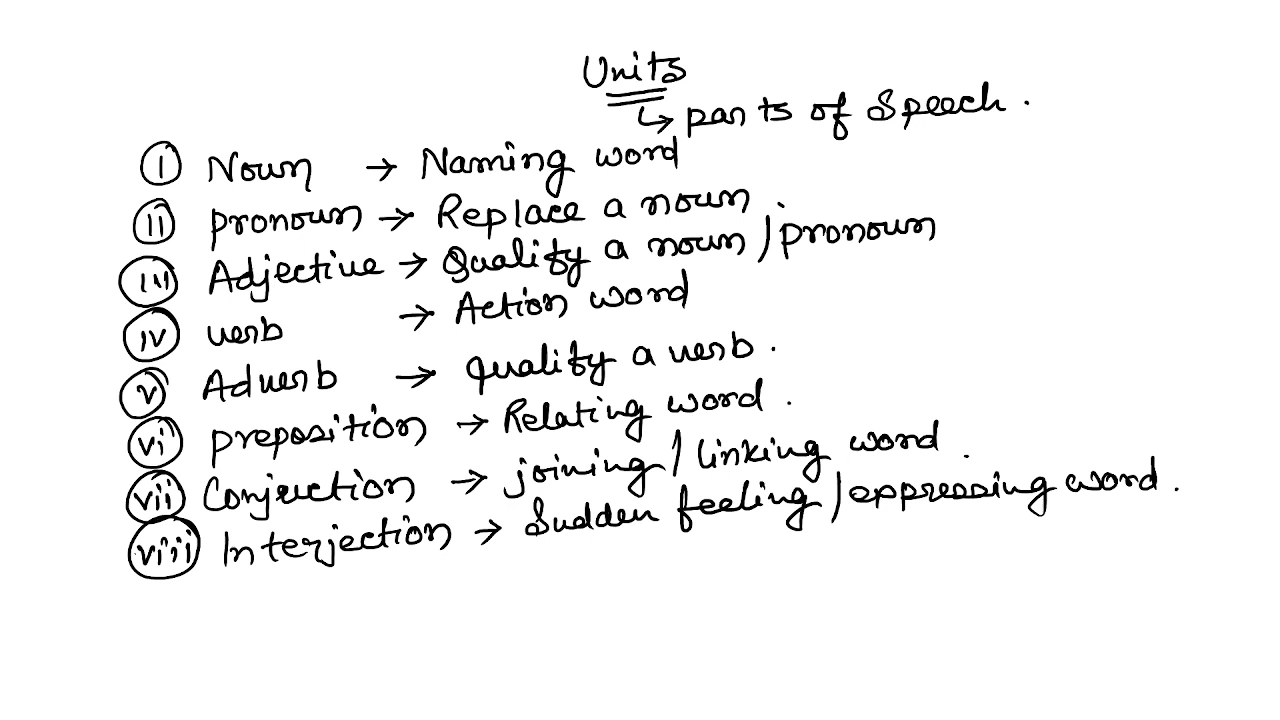 Units
↳ parts of speech.
(i) Noun → Naming word
(ii) pronoun → Replace a noun.
(iii) Adjective → Qualify a noun / pronoun
(iv) verb → Action word
(v) Adverb → qualify a verb.
(vi) preposition → Relating word.
(vii) Conjuction → joining / linking word.
(viii) Interjection → Sudden feeling / expressing word.